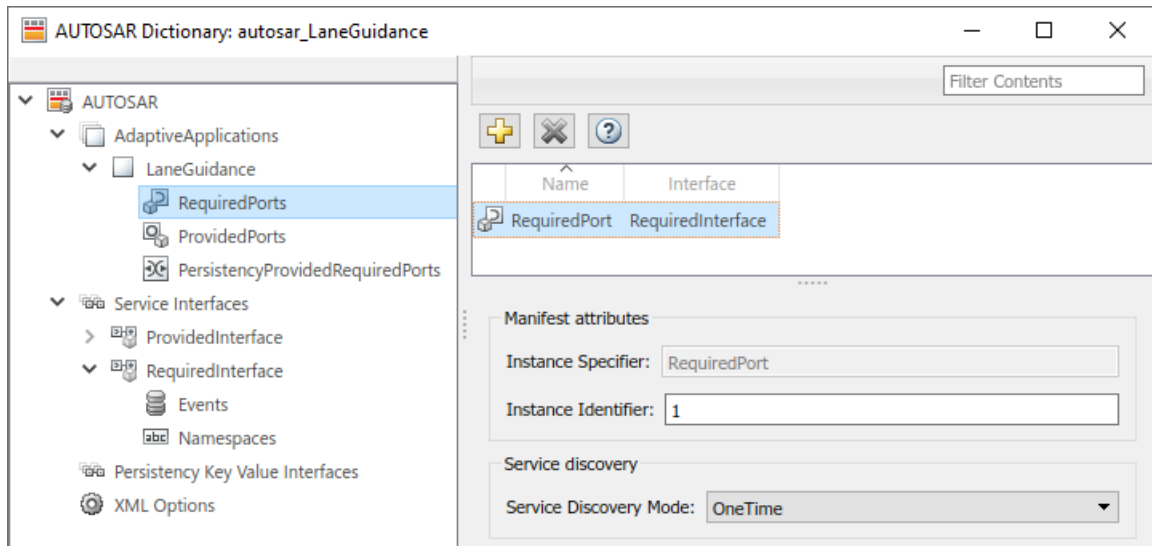 AUTOSAR Dictionary: autosar_LaneGuidance
Filter Contents
AUTOSAR
AdaptiveApplications
LaneGuidance
RequiredPorts
ProvidedPorts
PersistencyProvidedRequiredPorts
Service Interfaces
ProvidedInterface
RequiredInterface
Events
abc Namespaces
Persistency Key Value Interfaces
XML Options
Name Interface
RequiredPort RequiredInterface
Manifest attributes
Instance Specifier: RequiredPort
Instance Identifier: 1
Service discovery
Service Discovery Mode: OneTime